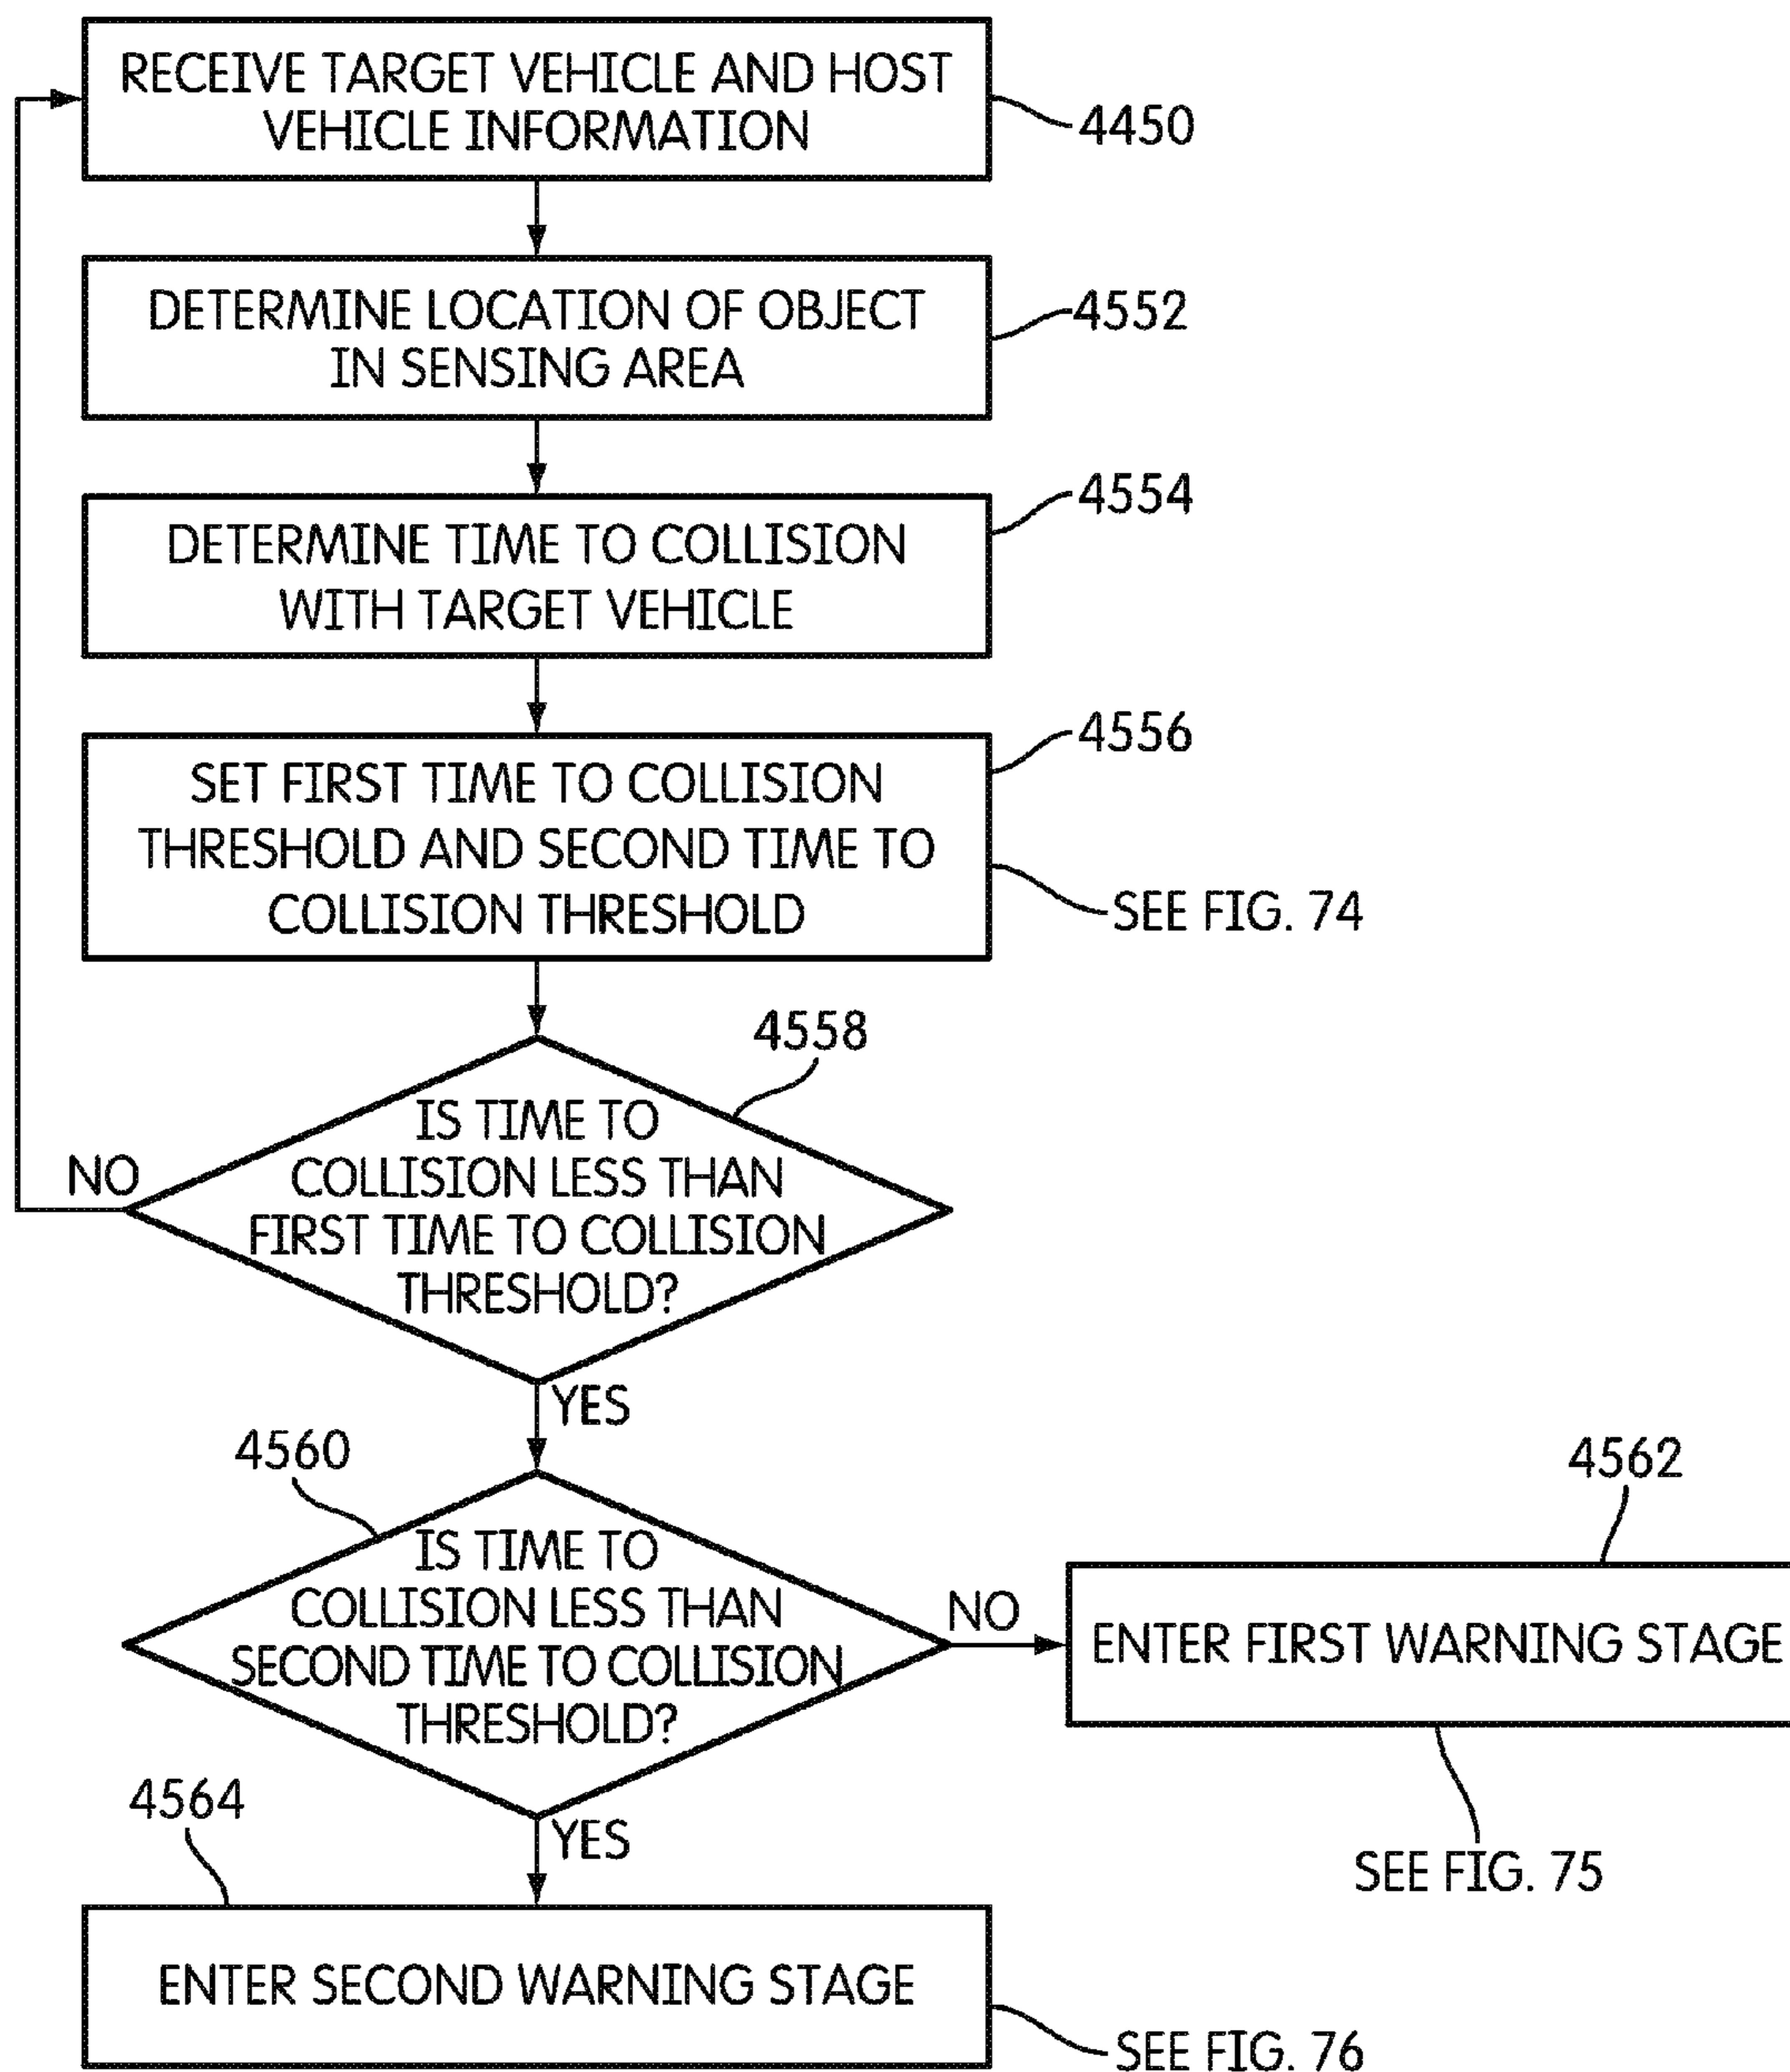 RECEIVE TARGET VEHICLE AND HOST
VEHICLE INFORMATION
4450
DETERMINE LOCATION OF OBJECT
IN SENSING AREA
4552
DETERMINE TIME TO COLLISION
WITH TARGET VEHICLE
4554
SET FIRST TIME TO COLLISION
THRESHOLD AND SECOND TIME TO
COLLISION THRESHOLD
4556
SEE FIG. 74
4558
IS TIME TO
COLLISION LESS THAN
FIRST TIME TO COLLISION
THRESHOLD?
NO
YES
4560
IS TIME TO
COLLISION LESS THAN
SECOND TIME TO COLLISION
THRESHOLD?
NO
4562
ENTER FIRST WARNING STAGE
SEE FIG. 75
YES
4564
ENTER SECOND WARNING STAGE
SEE FIG. 76